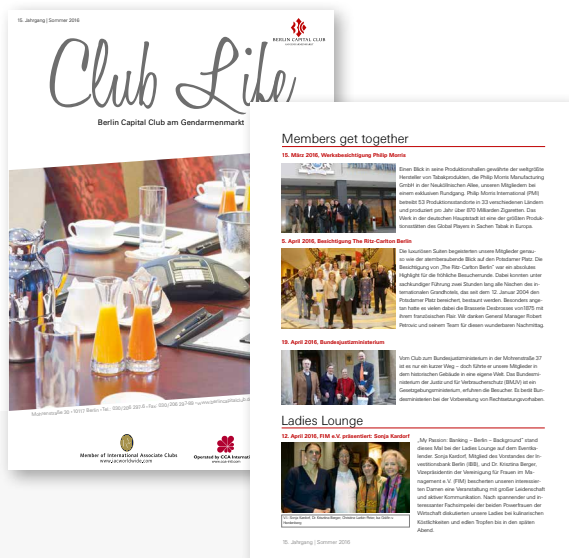 15. Jahrgang | Sommer 2016
BERLIN CAPITAL CLUB
Club Life
Berlin Capital Club am Gendarmenmarkt
Member of International Associate Clubs
www.iacworldwide.com
Operated by CCA International
Members get together
15. März 2016, Werksbesichtigung Philip Morris
Einen Blick in seine Produktionshallen gewährte der weltgrößte
Hersteller von Tabakprodukten, die Philip Morris Manufacturing
GmbH in der Neuköllnischen Allee, unseren Mitgliedern bei
einem exklusiven Rundgang. Philip Morris International (PMI)
betreibt 53 Produktionsstandorte in 33 verschiedenen Ländern
und produziert pro Jahr über 870 Milliarden Zigaretten. Das
Werk in der deutschen Hauptstadt ist eine der größten Produk-
tionsstätten des Global Players in Sachen Tabak in Europa.
PHILIP MORRIS
6. April 2016, Besichtigung The Ritz-Carlton Berlin
Die luxuriösen Suiten begeisterten unsere Mitglieder genau-
so wie der atemberaubende Blick auf den Potsdamer Platz. Die
Besichtigung von „The Ritz-Carlton Berlin" war ein absolutes
Highlight für die fröhliche Besucherrunde. Dabei konnten unter
sachkundiger Führung zwei Stunden lang alle Nischen des in-
ternationalen Grandhotels, das seit dem 12. Januar 2004 den
Potsdamer Platz bereichert, bestaunt werden. Besonders ange-
tan hatte es vielen dabei die Brasserie Desbrosses von 1875 mit
ihrem französischen Flair. Wir danken General Manager Robert
Petrovic und seinem Team für diesen wunderbaren Nachmittag.
19. April 2016, Bundesjustizministerium
Vom Club zum Bundesjustizministerium in der Mohrenstraße 37
ist es nur ein kurzer Weg – doch führte er unsere Mitglieder in
dem historischen Gebäude in eine eigene Welt. Das Bundesmi-
nisterium der Justiz und für Verbraucherschutz (BMJV) ist ein
Gesetzgebungsministerium, erfuhren die Besucher. Es berät Bun-
desministerien bei der Vorbereitung von Rechtsetzungsvorhaben.
Ladies Lounge
12. April 2016, FIM e.V. präsentiert: Sonja Kardorf
„My Passion: Banking – Berlin – Background" stand
dieses Mal bei der Ladies Lounge auf dem Eventka-
lender. Sonja Kardorf, Mitglied des Vorstandes der In-
vestitionsbank Berlin (IBB), und Dr. Kristina Berger,
Vizepräsidentin der Vereinigung für Frauen im Ma-
nagement e. V. (FIM) bescherten unseren interessier-
ten Damen eine Veranstaltung mit großer Leidenschaft
und aktiver Kommunikation. Nach spannender und in-
teressanter Fachsimpelei der beiden Powerfrauen der
Wirtschaft diskutierten unsere Ladies bei kulinarischen
Köstlichkeiten und edlen Tropfen bis in den späten
Abend.
15. Jahrgang | Sommer 2016